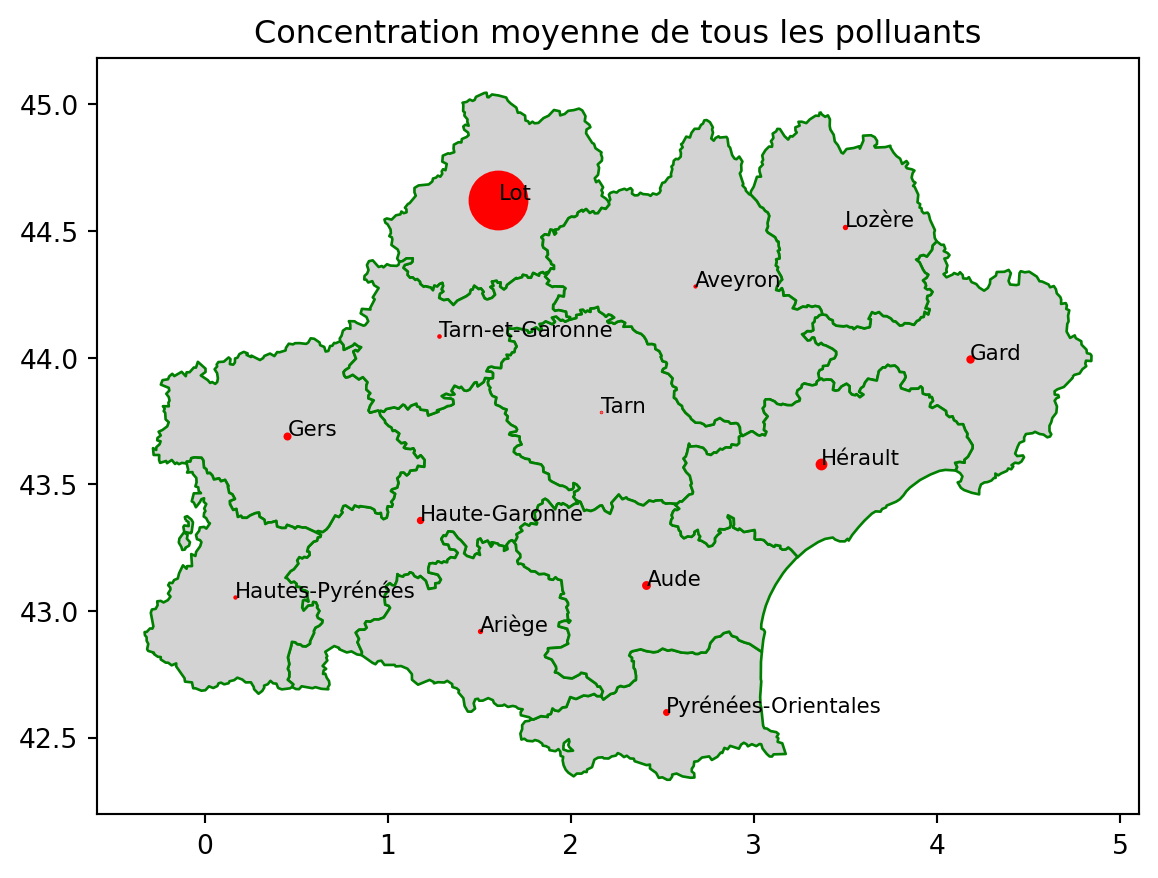 Concentration moyenne de tous les polluants
45.0
44.5
44.0
43.5
43.0
42.5
Lot
Lozère
Aveyron
Tarn-et-Garonne
Gard
Tarn
Gers
Hérault
Haute-Garonne
Aude
Hautes-Pyrénées
Ariège
Pyrénées-Orientales
0 1 2 3 4 5